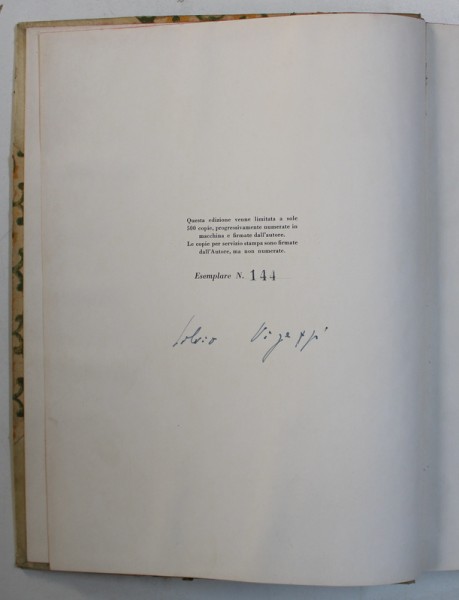 Questa edizione venne limitata a sole
500 copie, progressivamente numerate in
macchina e firmate dall'autore.
Le copie per servizio stampa sono firmate
dall'Autore, ma non numerate.
Esemplare N. 144